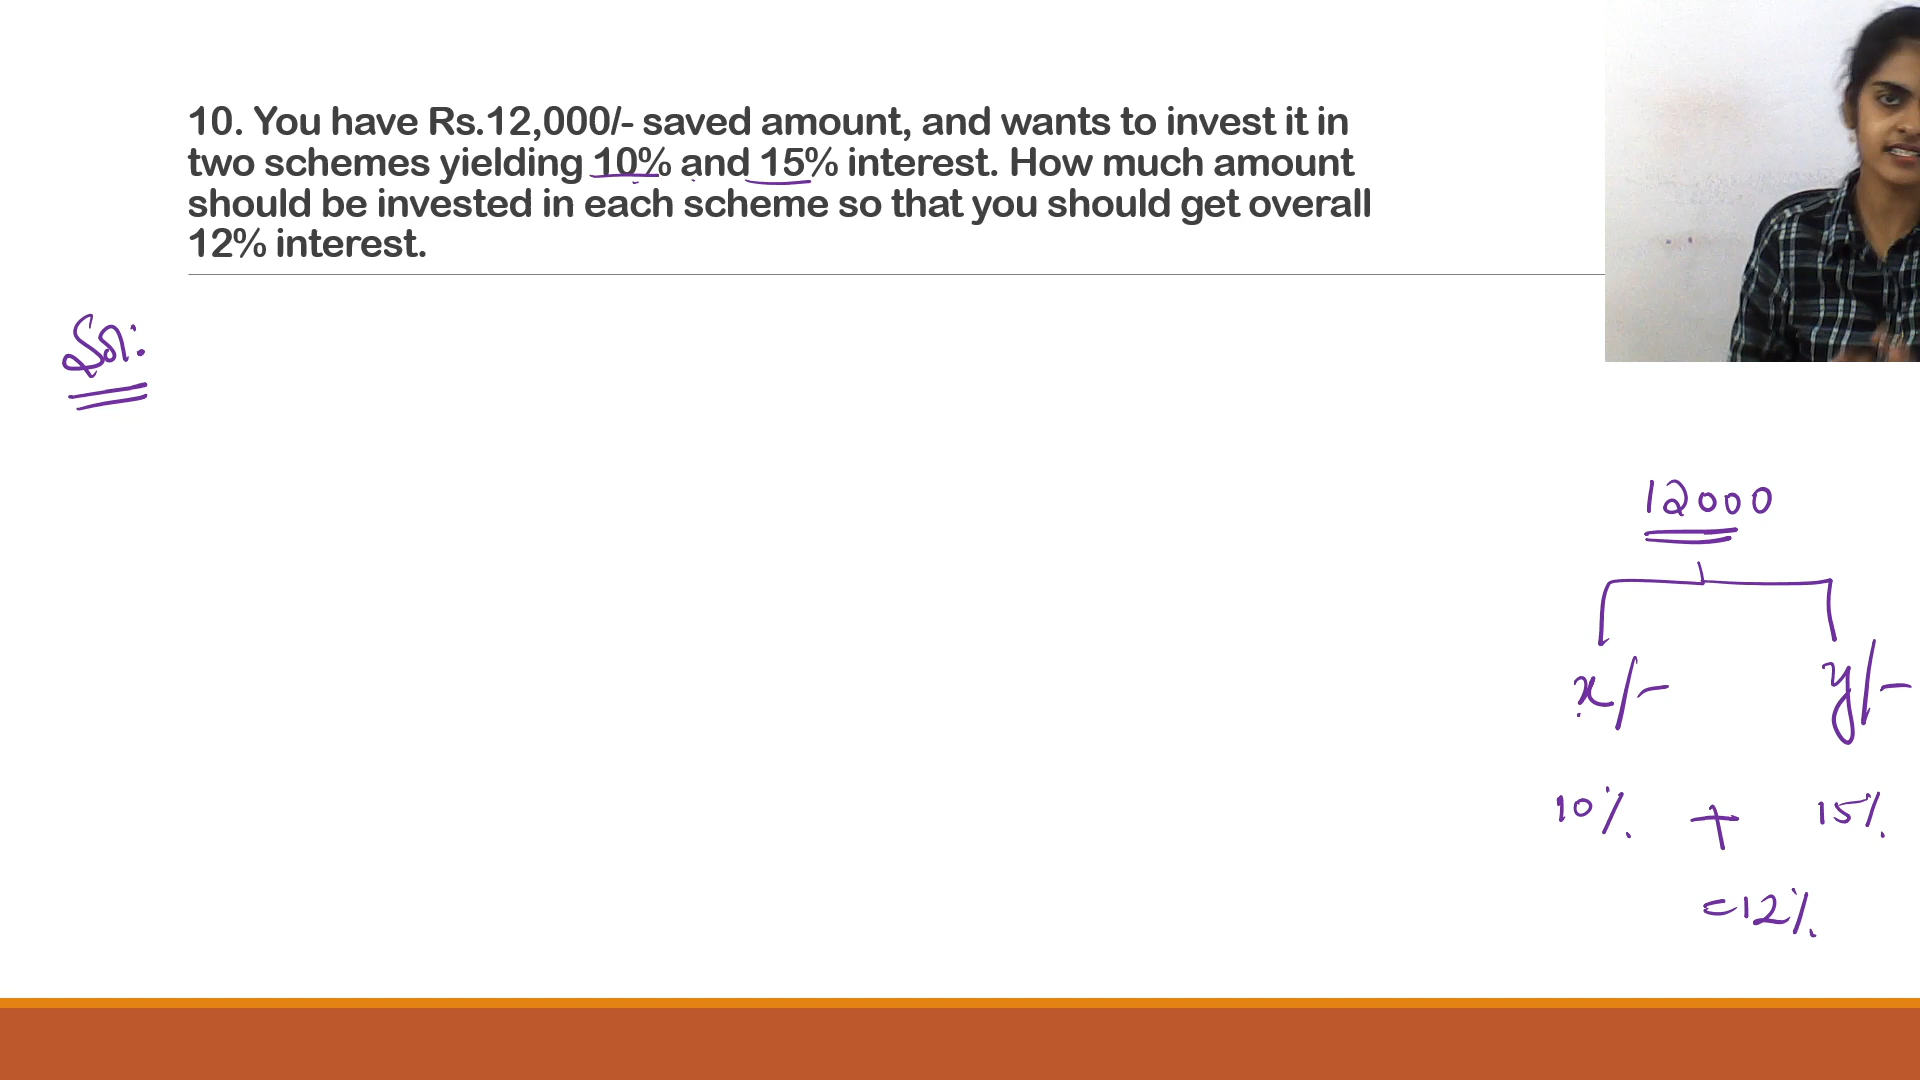 10. You have Rs.12,000/- saved amount, and wants to invest it in
two schemes yielding 10% and 15% interest. How much amount
should be invested in each scheme so that you should get overall
12% interest.
Sol:
12000
x/- y/-
10% + 15%
=12%